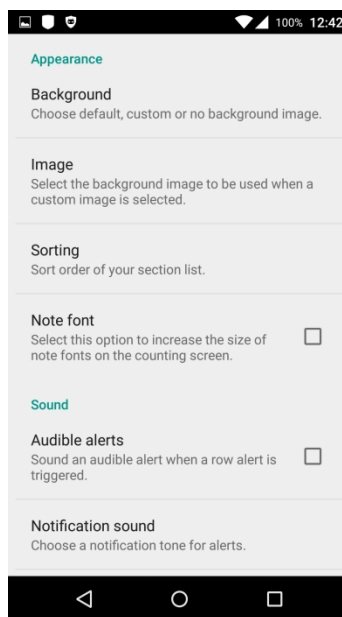 100% 12:42
Appearance
Background
Choose default, custom or no background image.
Image
Select the background image to be used when a
custom image is selected.
Sorting
Sort order of your section list.
Note font
Select this option to increase the size of
note fonts on the counting screen.
Sound
Audible alerts
Sound an audible alert when a row alert is
triggered.
Notification sound
Choose a notification tone for alerts.